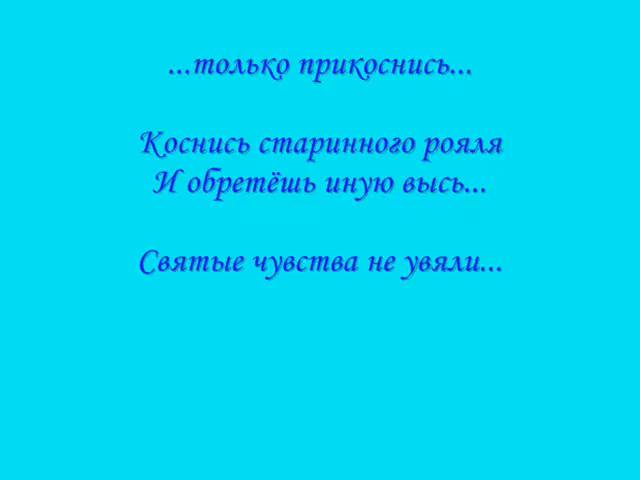 ...только прикоснись...
Коснись старинного рояля
И обретёшь иную высь...
Святые чувства не увяли...